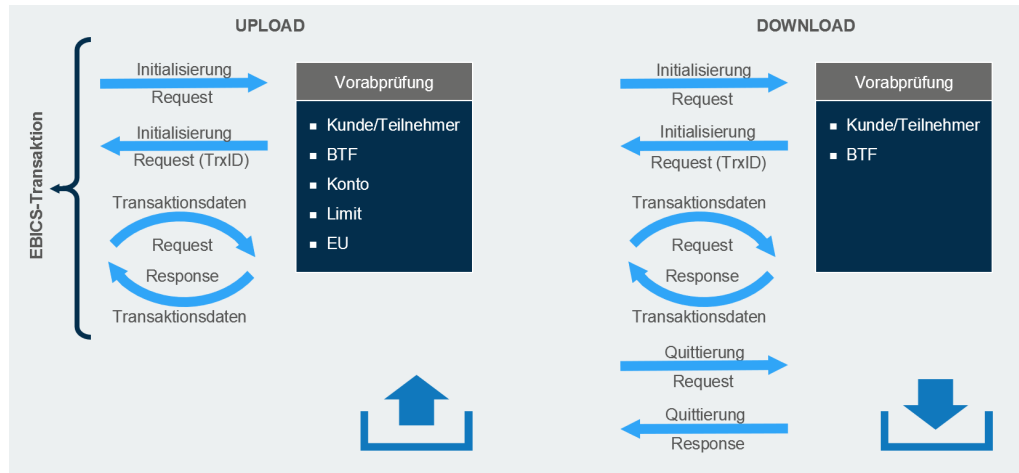 UPLOAD
EBICS-Transaktion
Initialisierung
Request
Initialisierung
Request (TrxID)
Transaktionsdaten
Request
Response
Transaktionsdaten
Vorabprüfung
Kunde/Teilnehmer
BTF
Konto
Limit
EU
DOWNLOAD
Initialisierung
Request
Initialisierung
Request (TrxID)
Transaktionsdaten
Request
Response
Transaktionsdaten
Quittierung
Request
Quittierung
Response
Vorabprüfung
Kunde/Teilnehmer
BTF